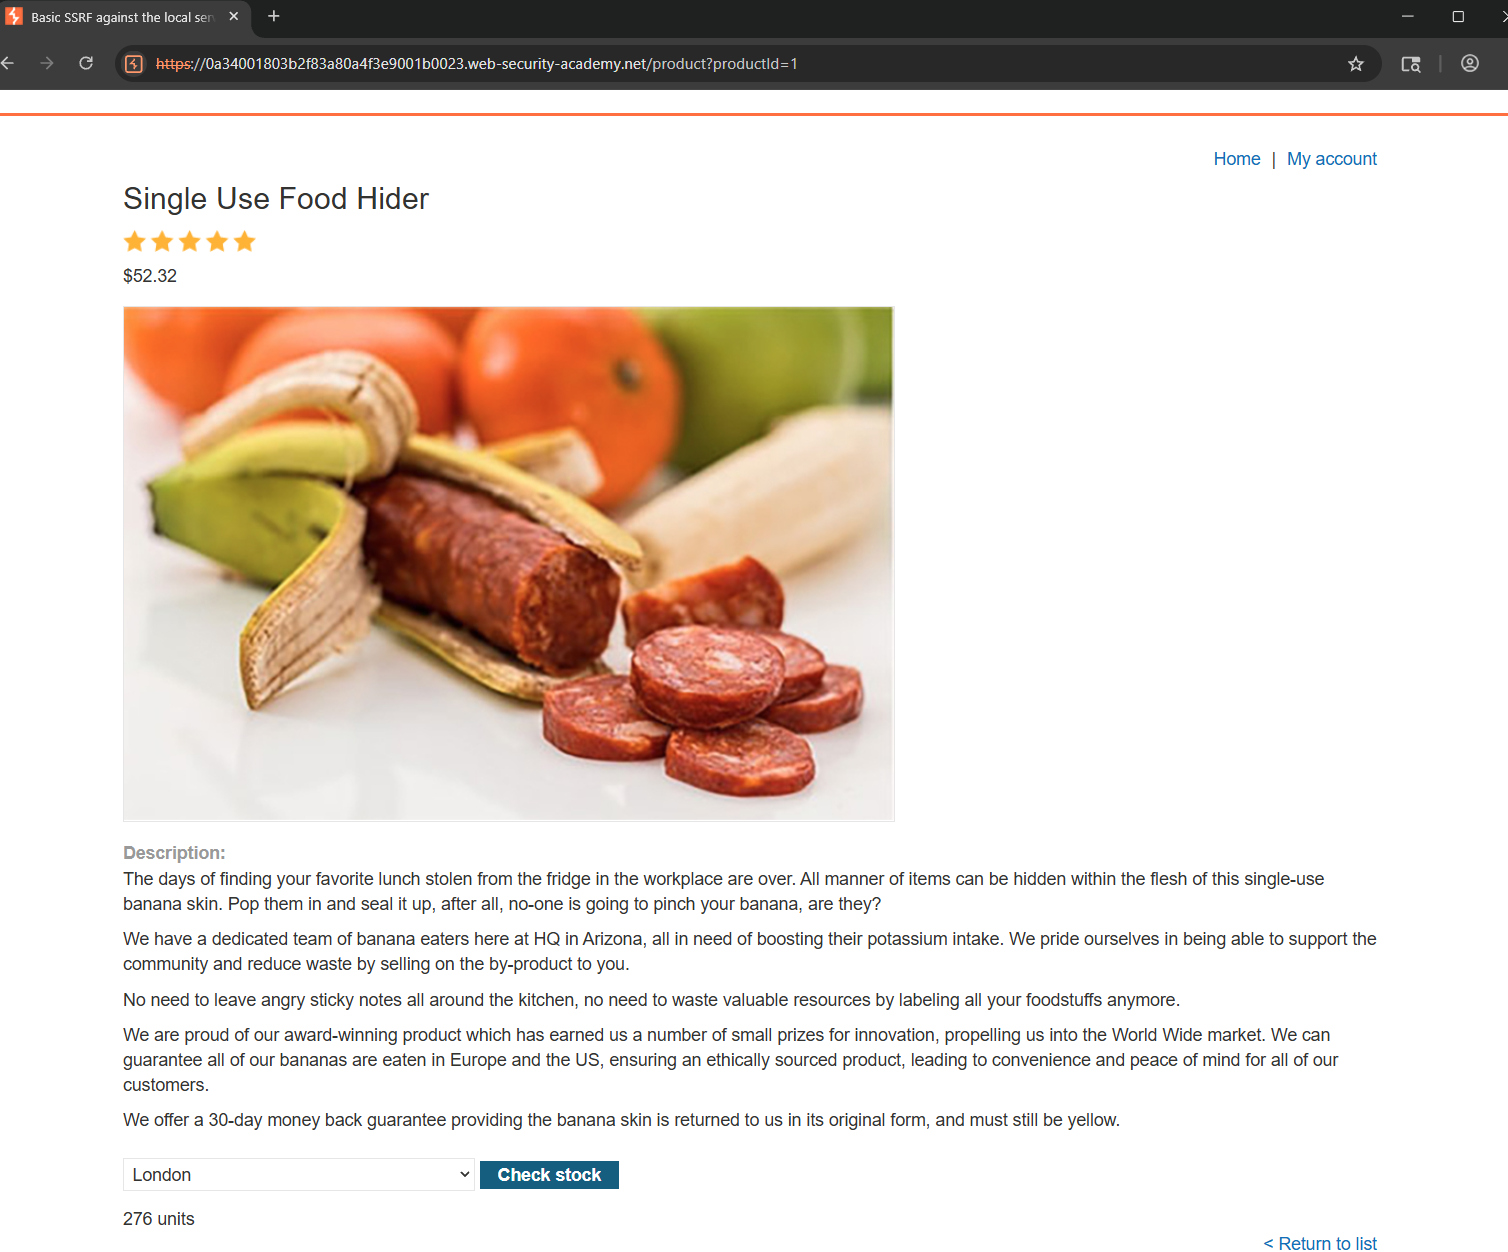 Basic SSRF against the local ser
https://0a34001803b2f83a80a4f3e9001b0023.web-security-academy.net/product?productId=1
Home | My account
Single Use Food Hider
$52.32
Description:
The days of finding your favorite lunch stolen from the fridge in the workplace are over. All manner of items can be hidden within the flesh of this single-use
banana skin. Pop them in and seal it up, after all, no-one is going to pinch your banana, are they?
We have a dedicated team of banana eaters here at HQ in Arizona, all in need of boosting their potassium intake. We pride ourselves in being able to support the
community and reduce waste by selling on the by-product to you.
No need to leave angry sticky notes all around the kitchen, no need to waste valuable resources by labeling all your foodstuffs anymore.
We are proud of our award-winning product which has earned us a number of small prizes for innovation, propelling us into the World Wide market. We can
guarantee all of our bananas are eaten in Europe and the US, ensuring an ethically sourced product, leading to convenience and peace of mind for all of our
customers.
We offer a 30-day money back guarantee providing the banana skin is returned to us in its original form, and must still be yellow.
London Check stock
276 units
< Return to list